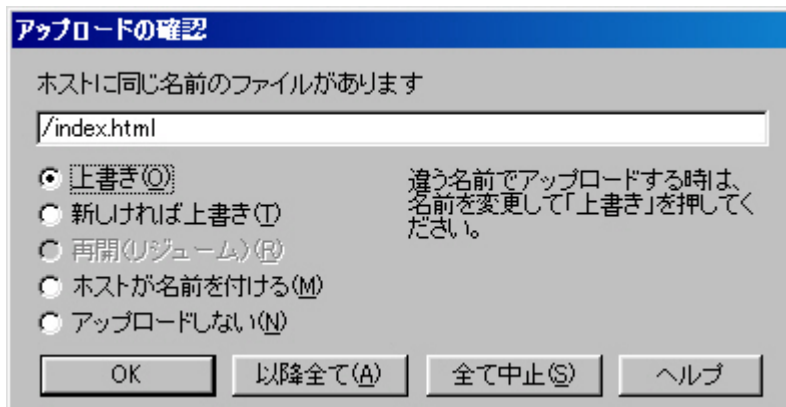 アップロードの確認
ホストに同じ名前のファイルがあります
/index.html
上書き(O)
新しければ上書き(T)
再開(リジューム)(R)
ホストが名前を付ける(M)
アップロードしない(N)
違う名前でアップロードする時は、
名前を変更して「上書き」を押してく
ださい。
OK 以降全て(A) 全て中止(S) ヘルプ